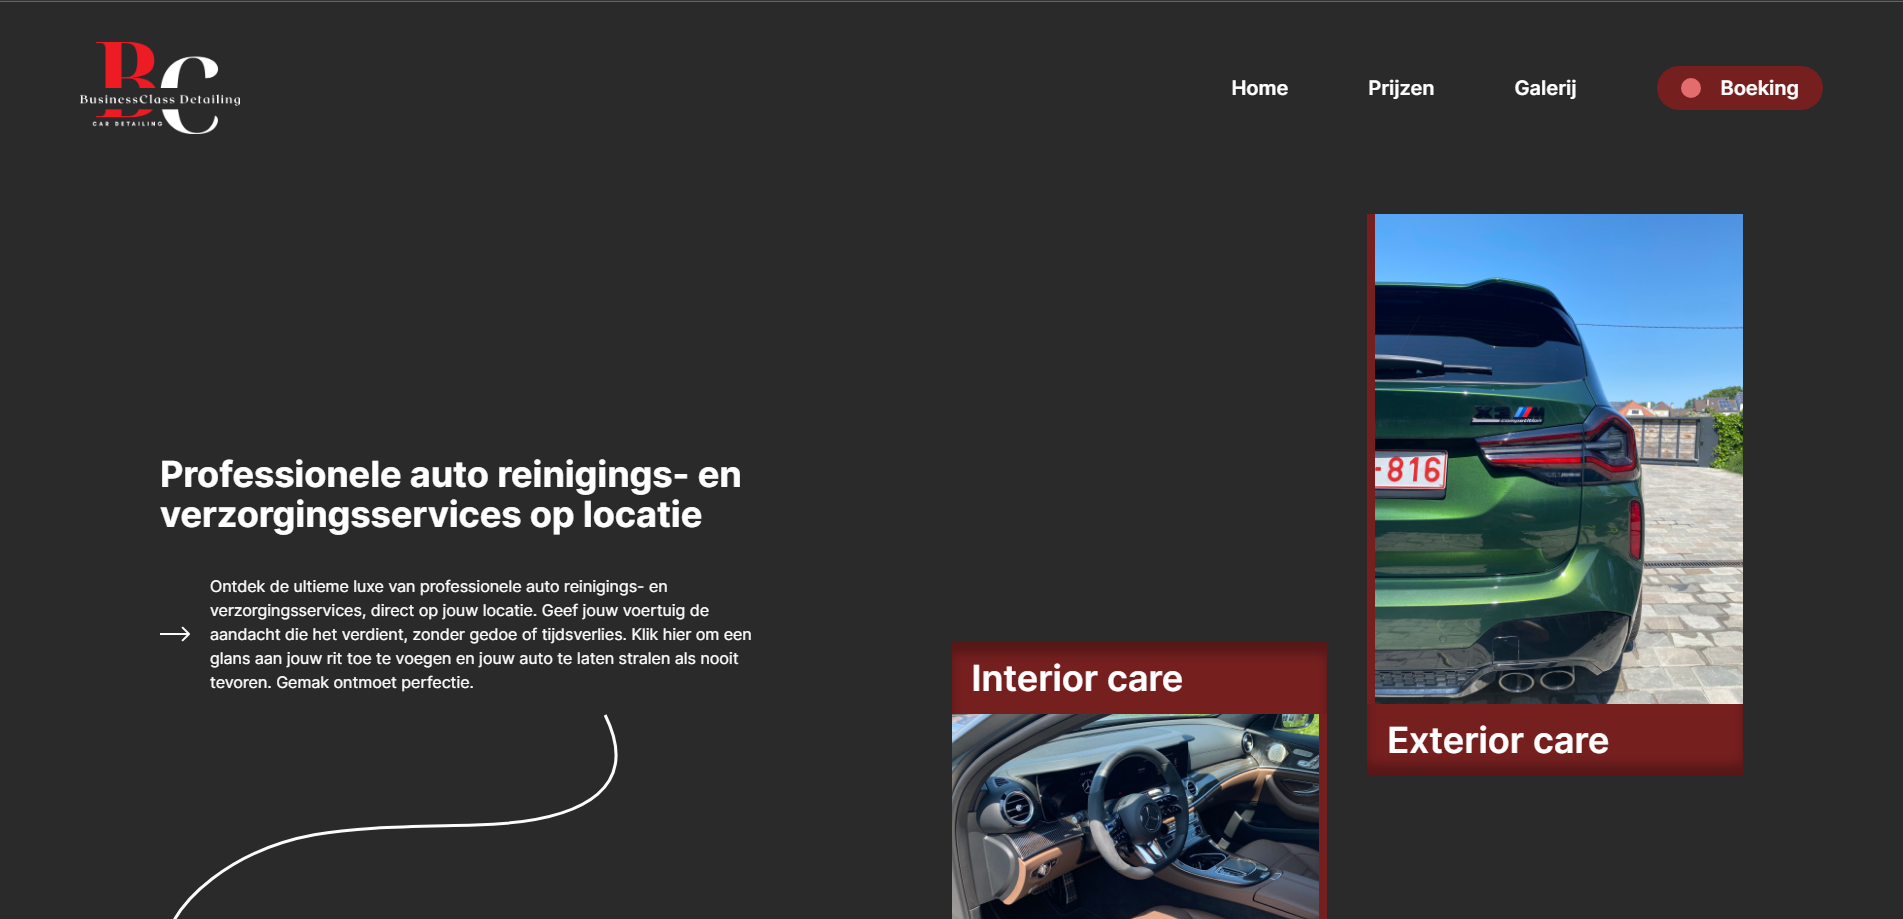 BC
BusinessClass Detailing
CAR DETAILING
Home
Prijzen
Galerij
Boeking
X3 M
competition
-816
Professionele auto reinigings- en
verzorgingsservices op locatie
Ontdek de ultieme luxe van professionele auto reinigings- en
verzorgingsservices, direct op jouw locatie. Geef jouw voertuig de
aandacht die het verdient, zonder gedoe of tijdsverlies. Klik hier om een
glans aan jouw rit toe te voegen en jouw auto te laten stralen als nooit
tevoren. Gemak ontmoet perfectie.
Interior care
Exterior care